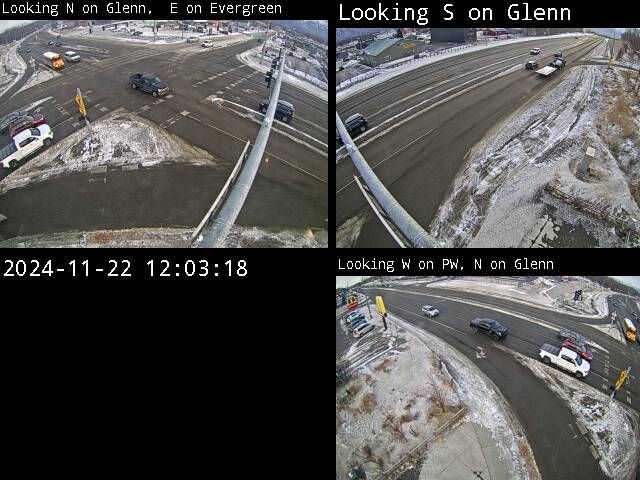 Looking N on Glenn,  E on Evergreen
Looking S on Glenn
2024-11-22 12:03:18
Looking W on PW, N on Glenn